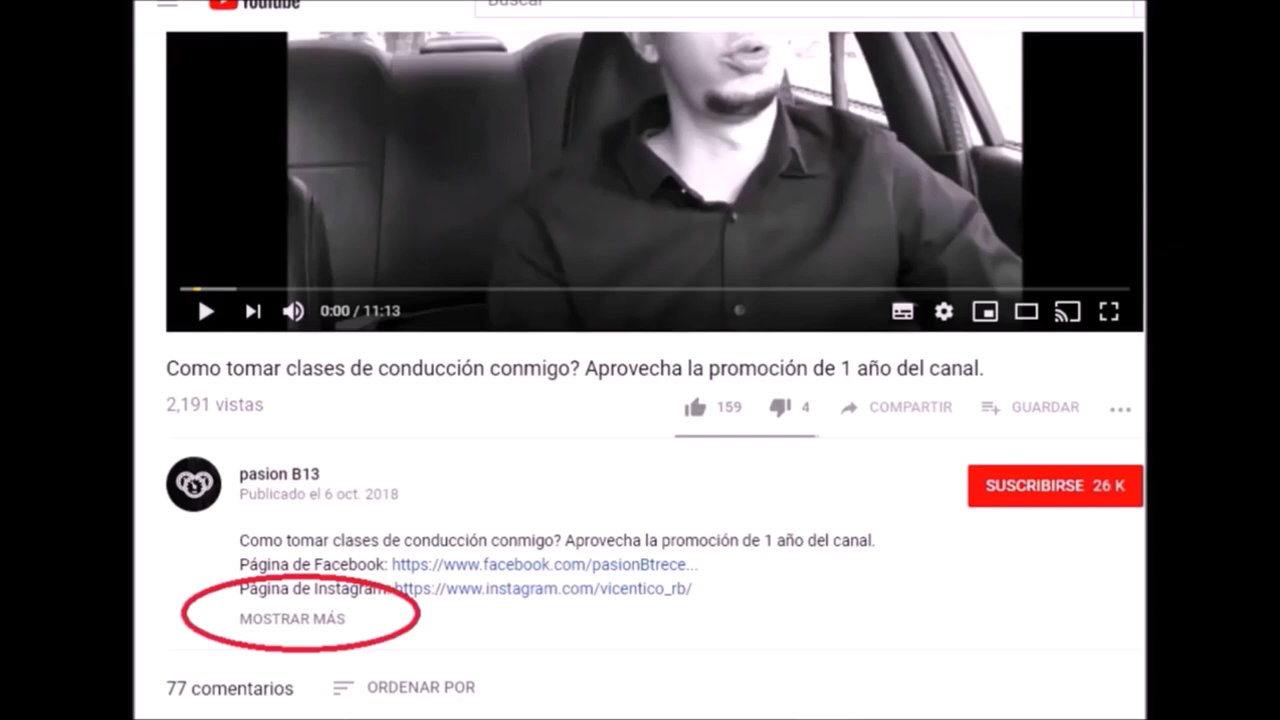 YouTube
Buscar
0:00 / 11:13
Como tomar clases de conducción conmigo? Aprovecha la promoción de 1 año del canal.
2,191 vistas
159
4
COMPARTIR
GUARDAR
pasion B13
Publicado el 6 oct. 2018
SUSCRIBIRSE 26 K
Como tomar clases de conducción conmigo? Aprovecha la promoción de 1 año del canal.
Página de Facebook: https://www.facebook.com/pasionBtrece...
Página de Instagram: https://www.instagram.com/vicentico_rb/
MOSTRAR MÁS
77 comentarios
ORDENAR POR